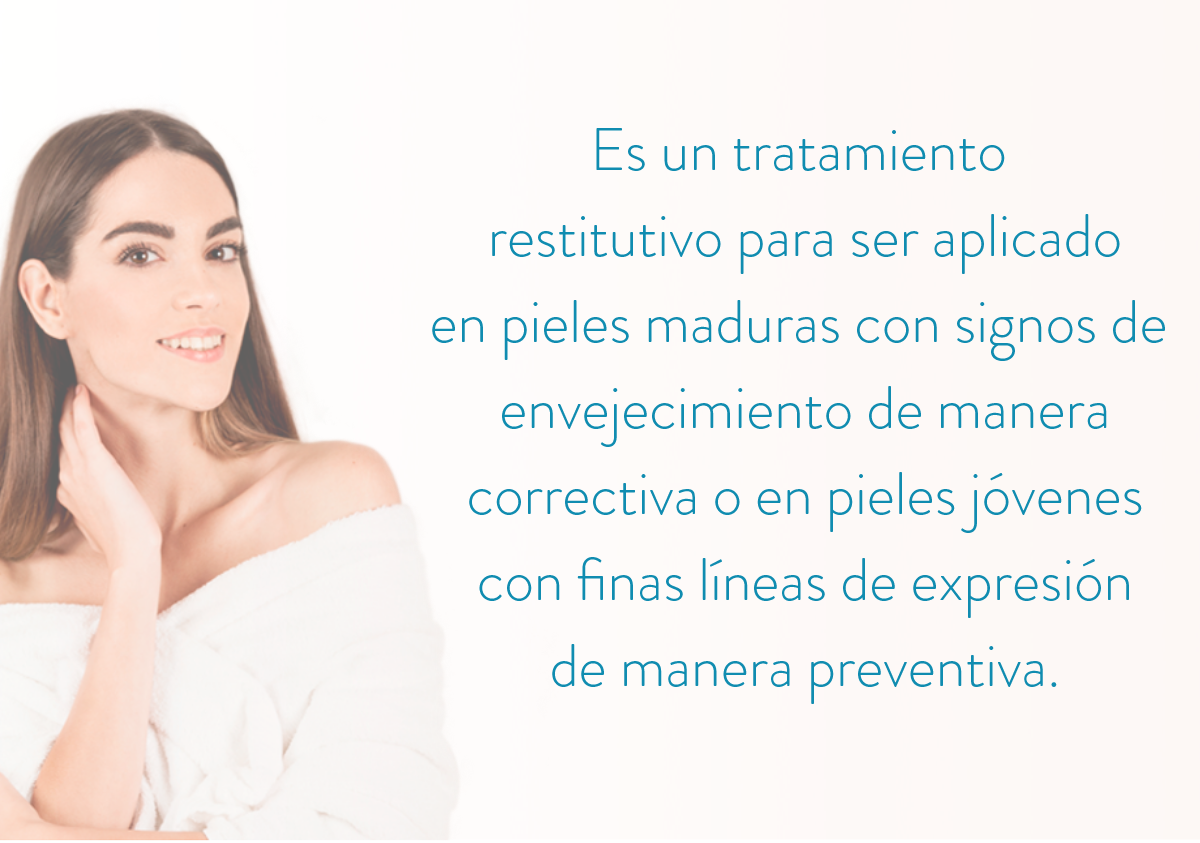 Es un tratamiento
restitutivo para ser aplicado
en pieles maduras con signos de
envejecimiento de manera
correctiva o en pieles jóvenes
con finas líneas de expresión
de manera preventiva.